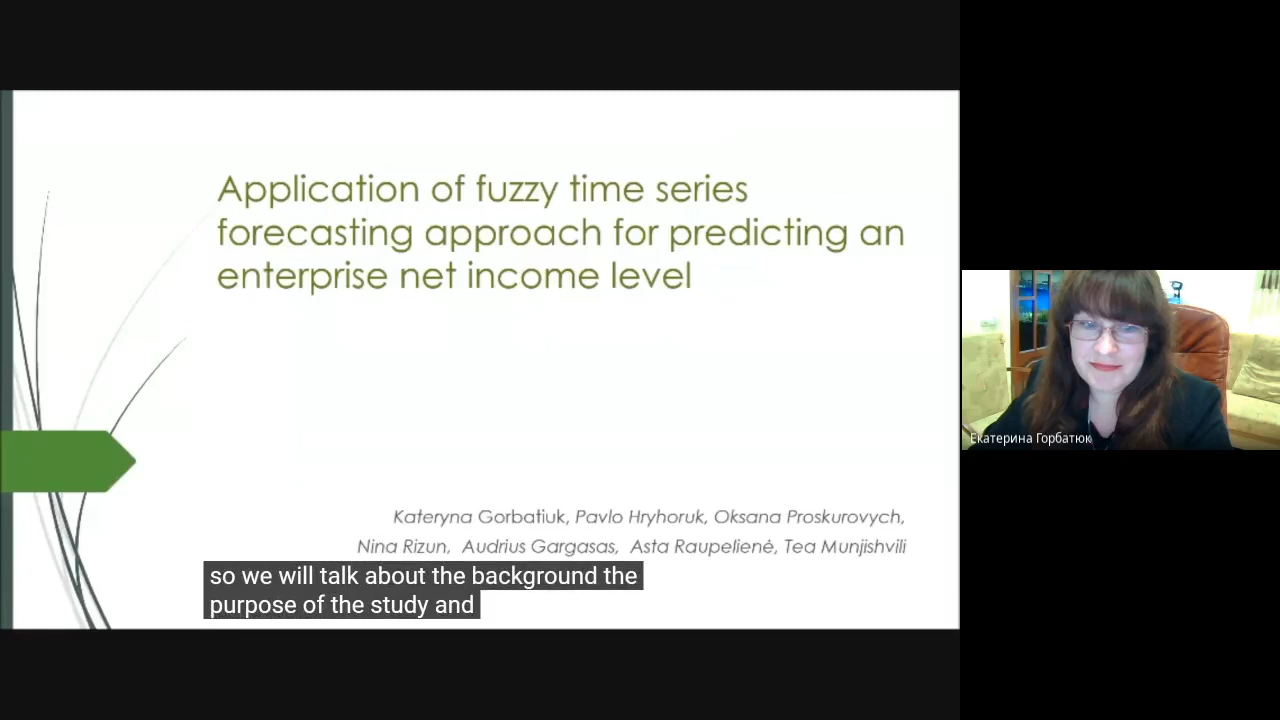 Application of fuzzy time series
forecasting approach for predicting an
enterprise net income level
Kateryna Gorbatiuk, Pavlo Hryhoruk, Oksana Proskurovych,
Nina Rizun, Audrius Gargasas, Asta Raupelienė, Tea Munjishvili
so we will talk about the background the
purpose of the study and
Екатерина Горбатюк